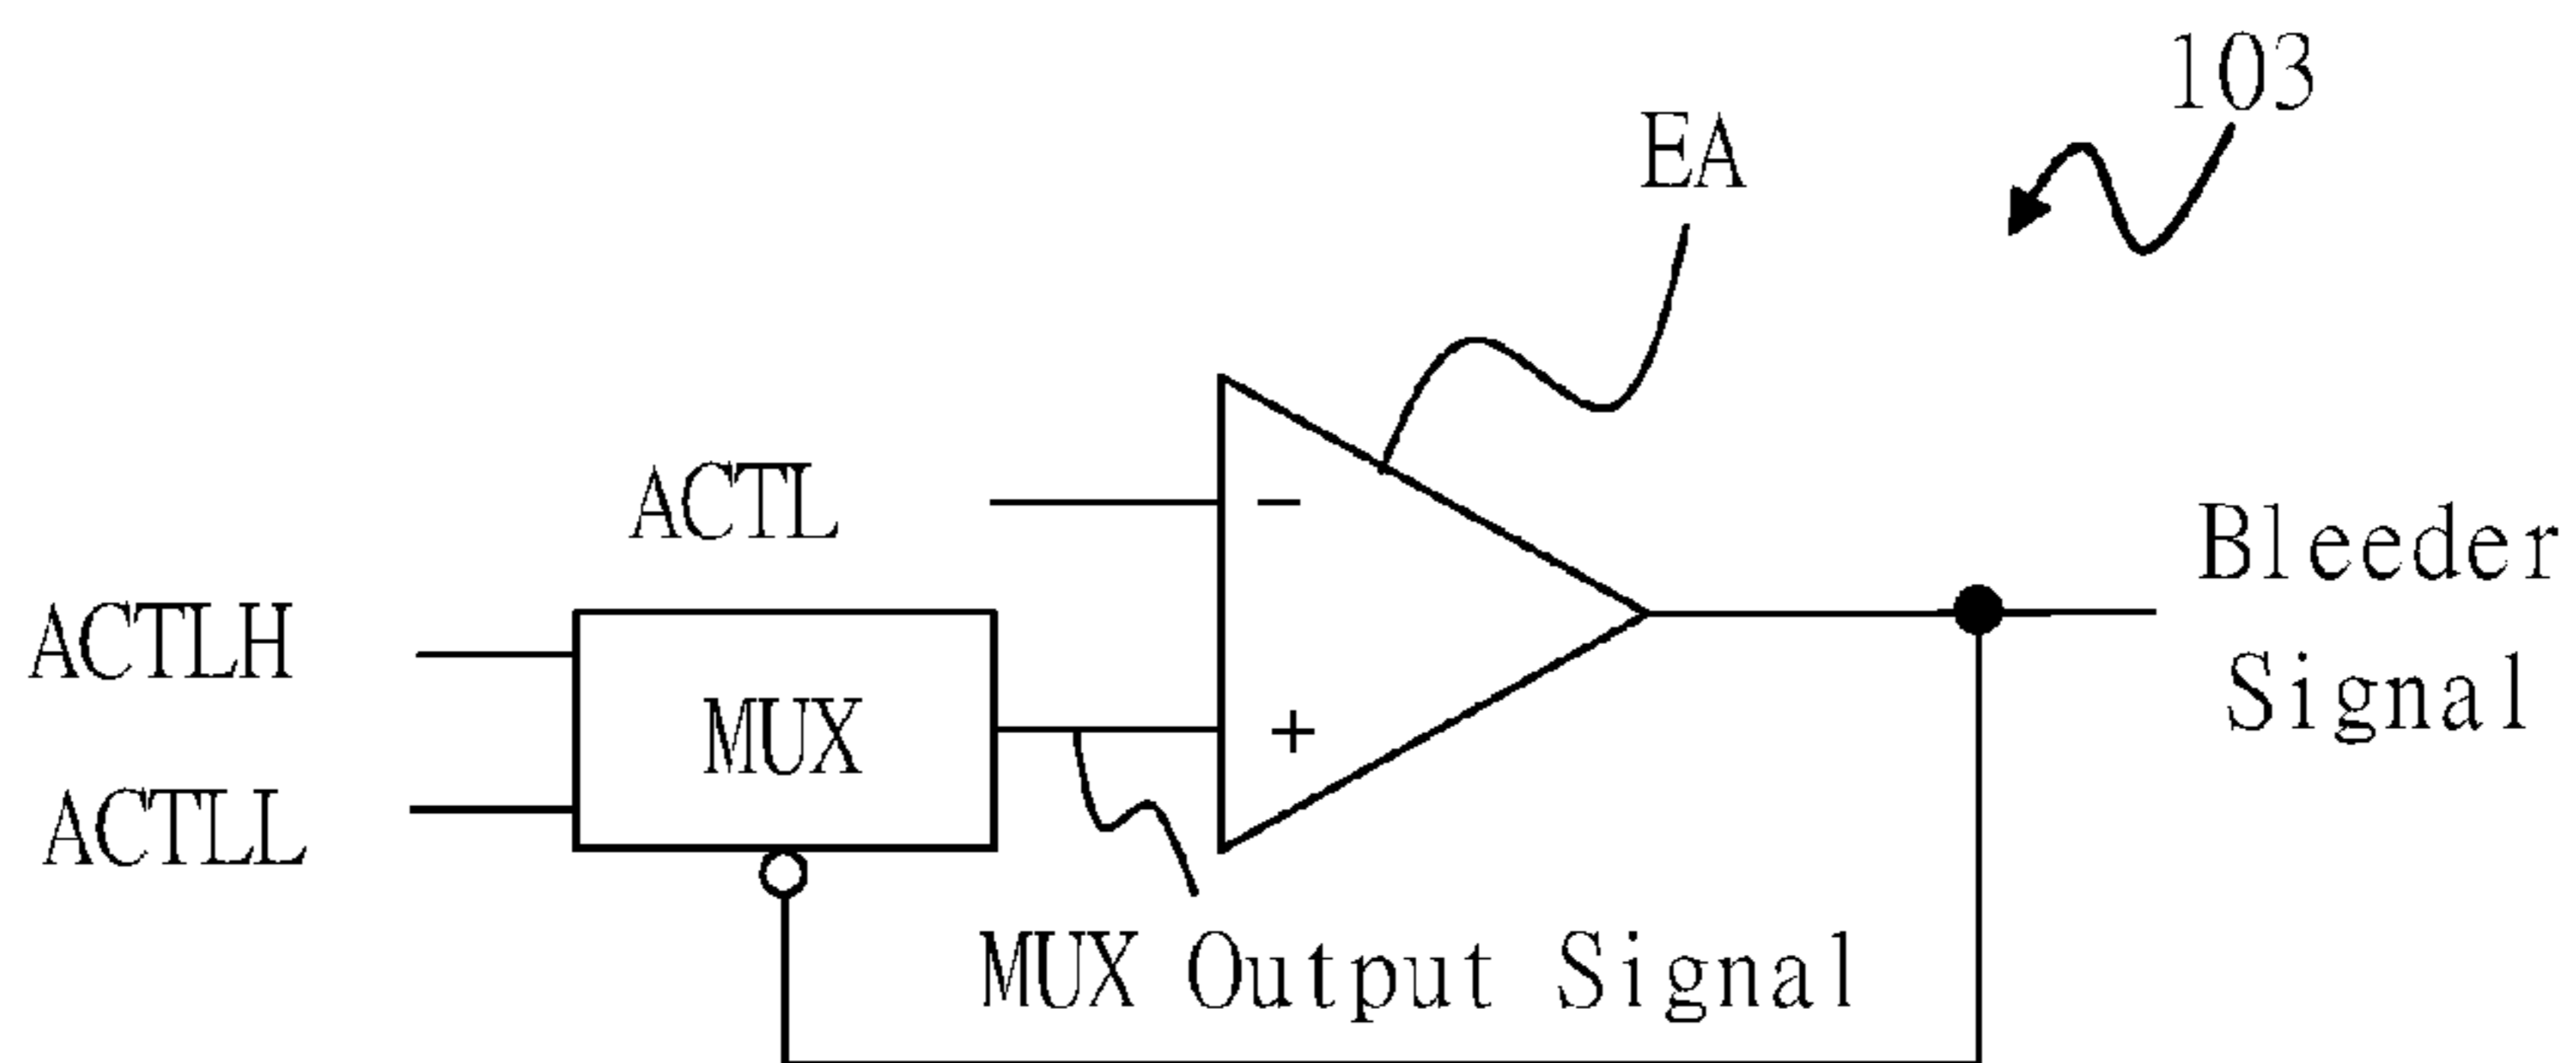 103
EA
ACTL
-
Bleeder
Signal
ACTLH
MUX
+
ACTLL
MUX Output Signal